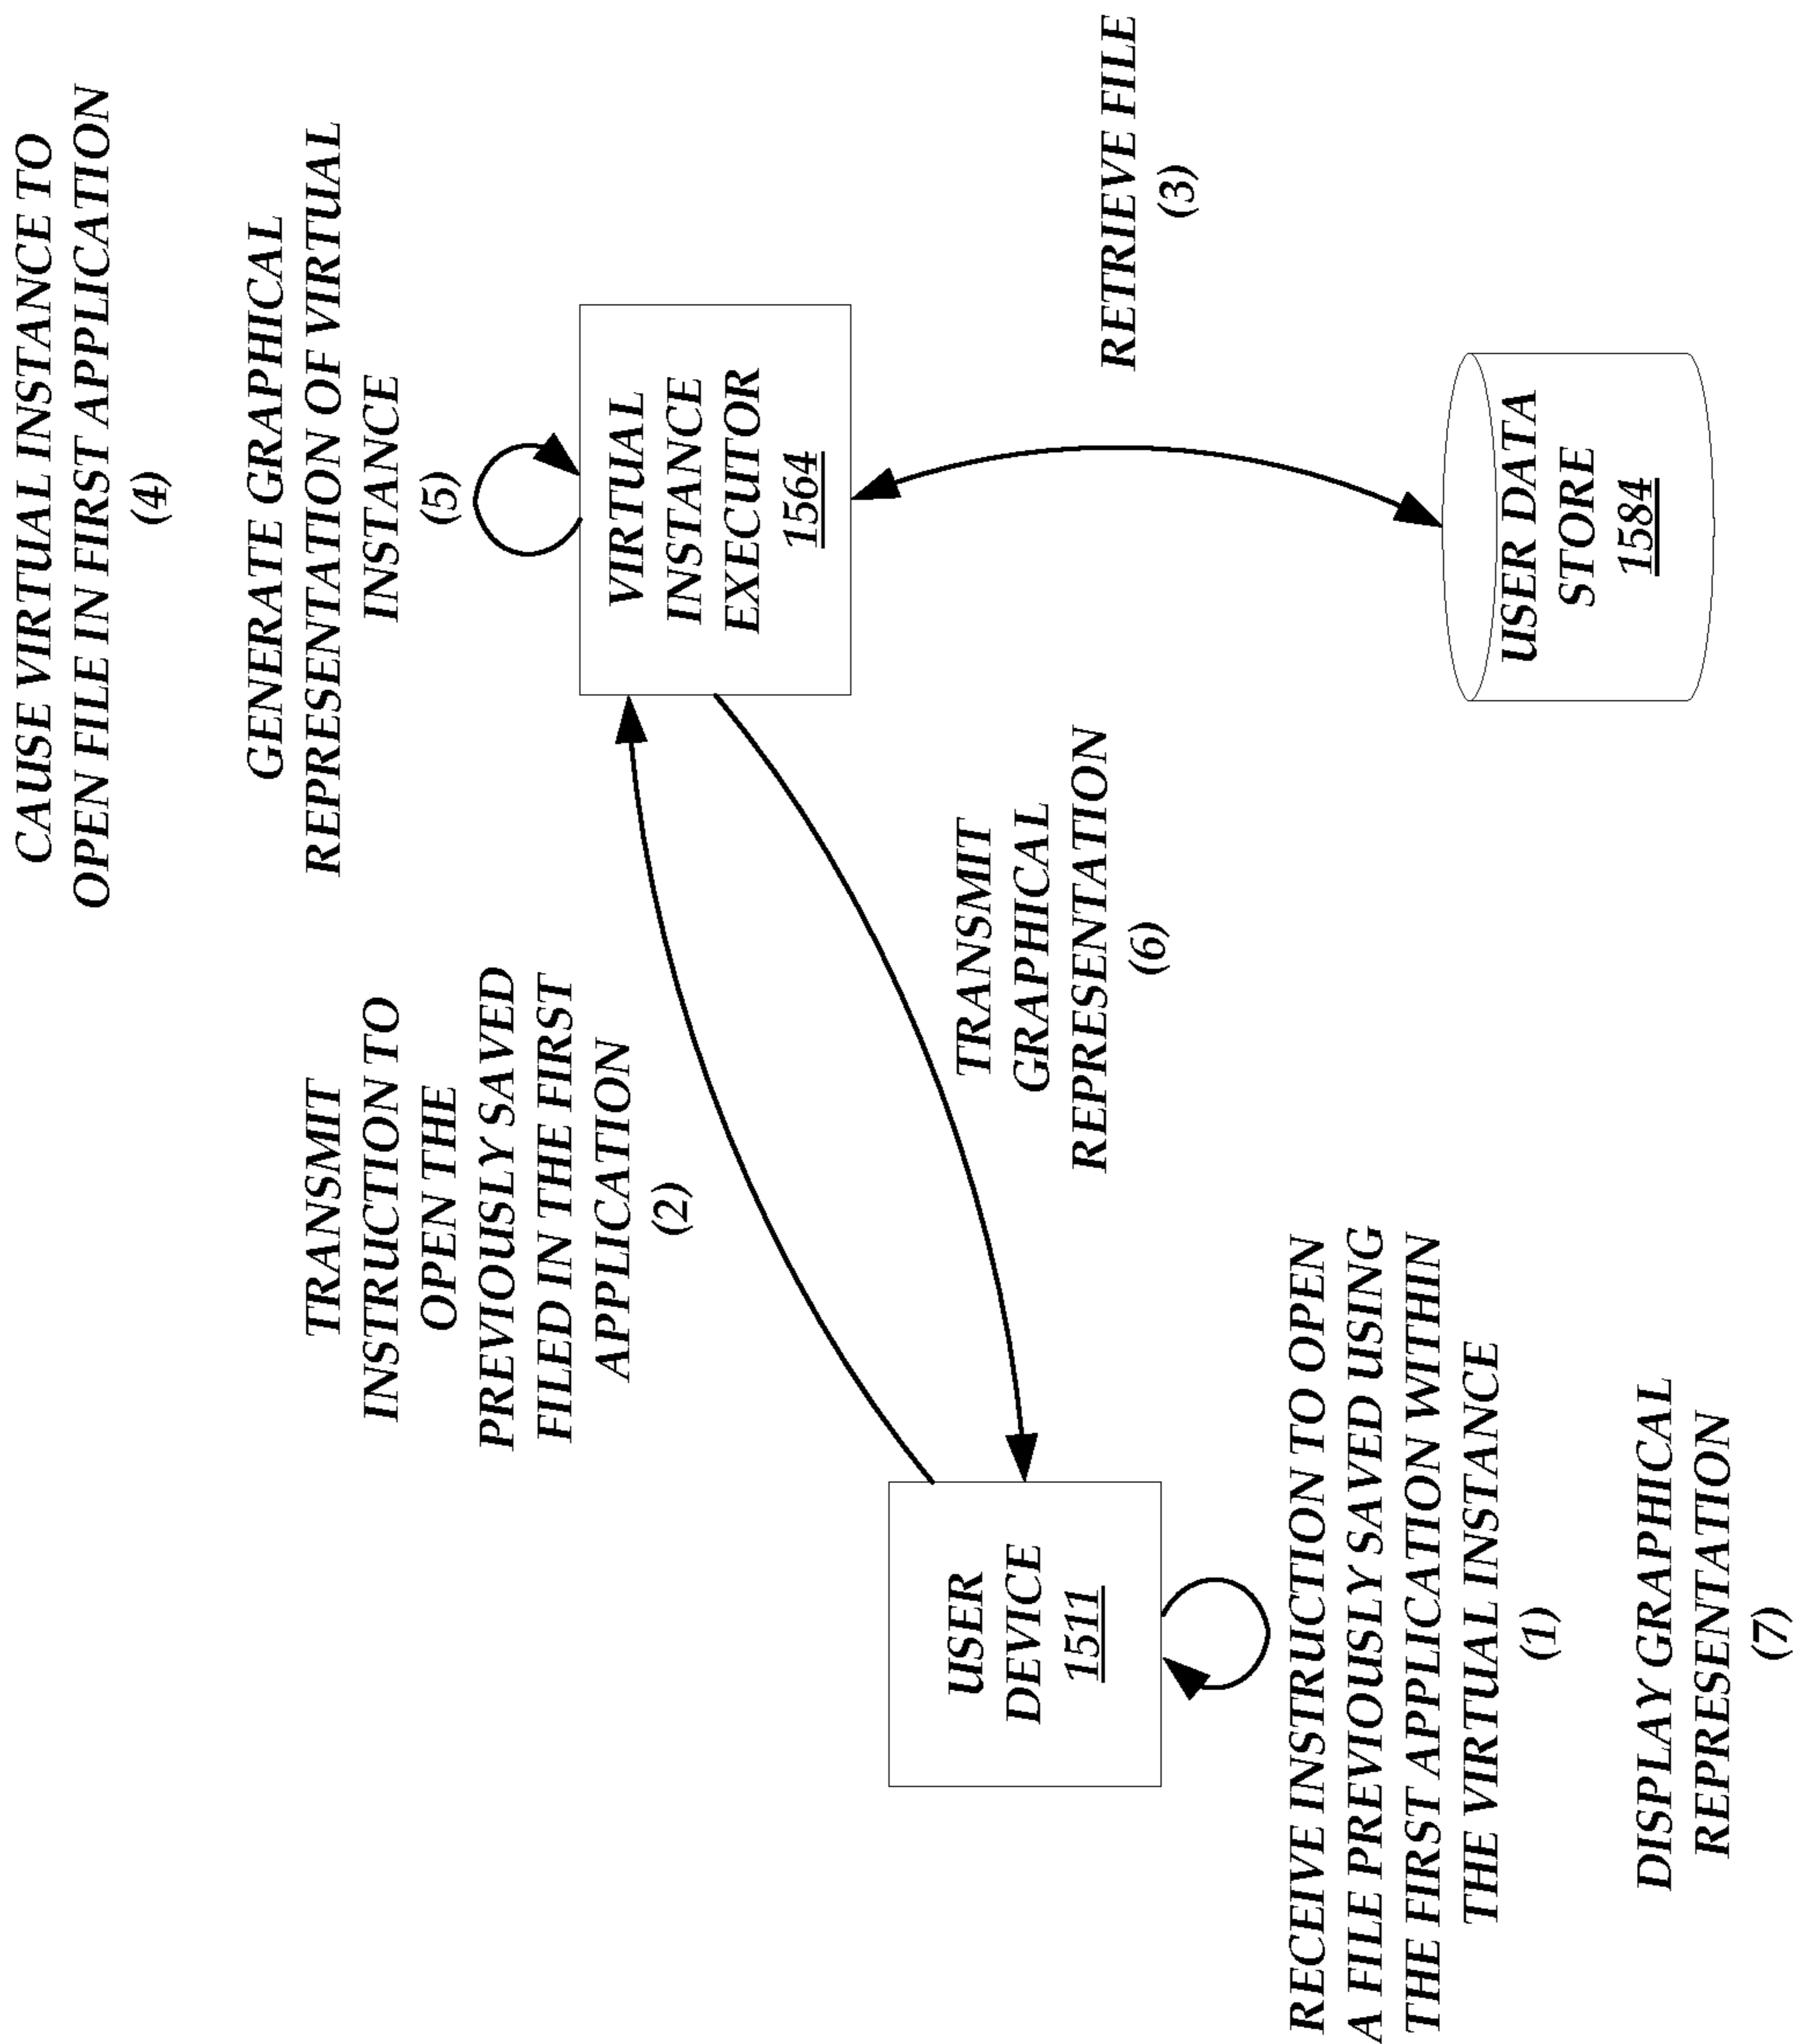 CAUSE VIRTUAL INSTANCE TO
OPEN FILE IN FIRST APPLICATION
(4)
GENERATE GRAPHICAL
REPRESENTATION OF VIRTUAL
INSTANCE
(5)
TRANSMIT
INSTRUCTION TO
OPEN THE
PREVIOUSLY SAVED
FILED IN THE FIRST
APPLICATION
(2)
VIRTUAL
INSTANCE
EXECUTOR
1564
TRANSMIT
GRAPHICAL
REPRESENTATION
(6)
RETRIEVE FILE
(3)
USER
DEVICE
1511
RECEIVE INSTRUCTION TO OPEN
A FILE PREVIOUSLY SAVED USING
THE FIRST APPLICATION WITHIN
THE VIRTUAL INSTANCE
(1)
USER DATA
STORE
1584
DISPLAY GRAPHICAL
REPRESENTATION
(7)